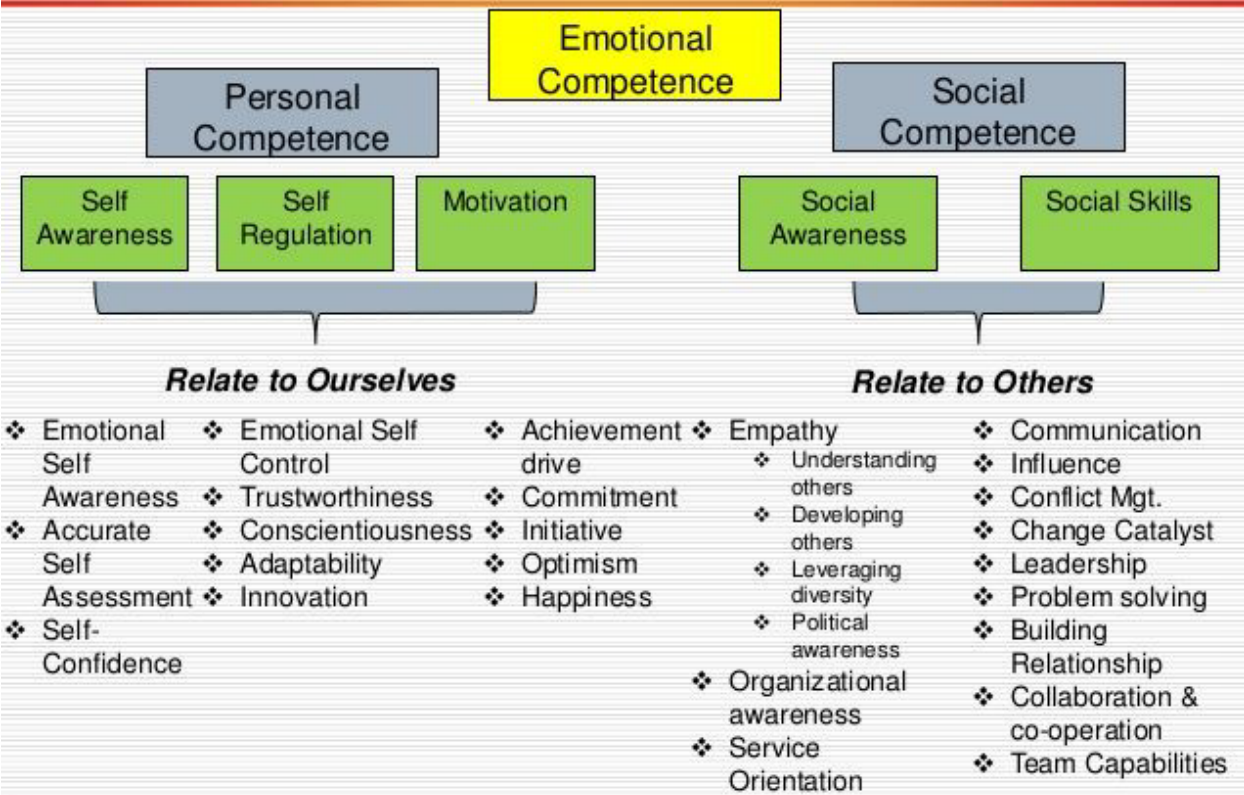 Emotional
Competence
Personal
Competence
Social
Competence
Self
Awareness
Self
Regulation
Motivation
Social
Awareness
Social Skills
Relate to Ourselves
Relate to Others
❖ Emotional
Self
Awareness
❖ Accurate
Self
Assessment
❖ Self-
Confidence
❖ Emotional Self
Control
❖ Trustworthiness
❖ Conscientiousness
❖ Adaptability
❖ Innovation
❖ Achievement
drive
❖ Commitment
❖ Initiative
❖ Optimism
❖ Happiness
❖ Empathy
❖ Understanding
others
❖ Developing
others
❖ Leveraging
diversity
❖ Political
awareness
❖ Organizational
awareness
❖ Service
Orientation
❖ Communication
❖ Influence
❖ Conflict Mgt.
❖ Change Catalyst
❖ Leadership
❖ Problem solving
❖ Building
Relationship
❖ Collaboration &
co-operation
❖ Team Capabilities